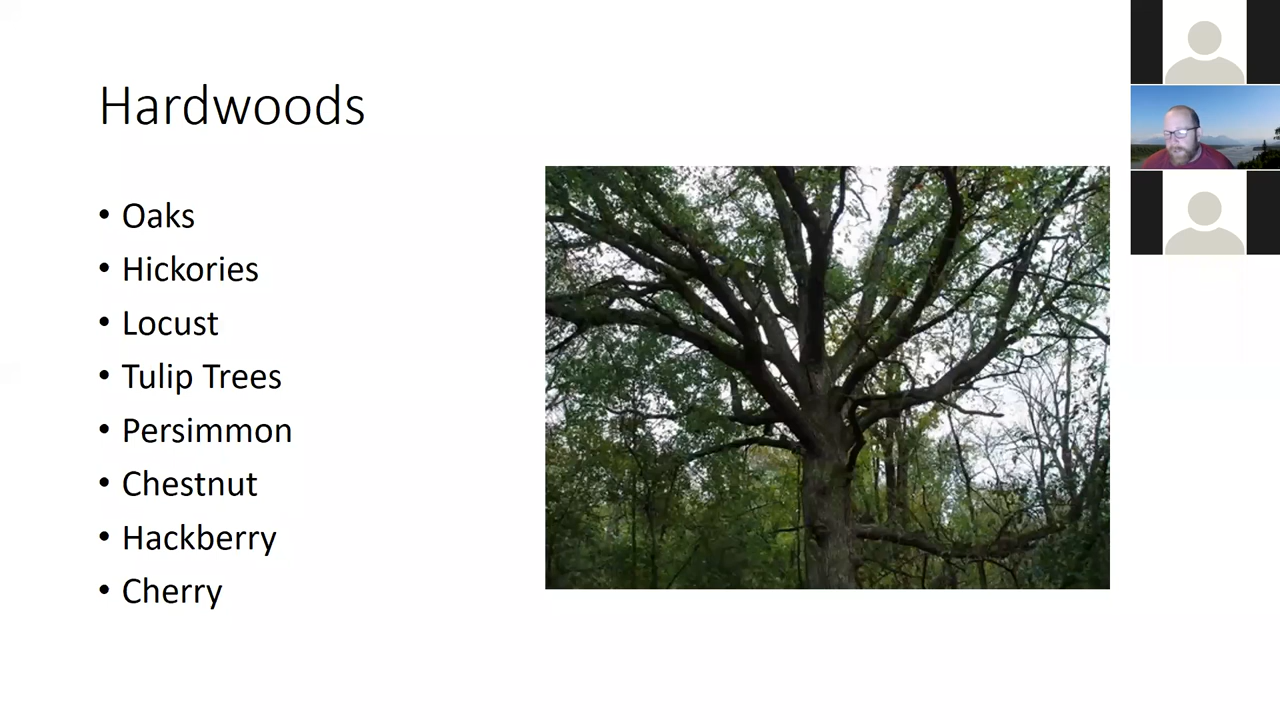 Hardwoods
• Oaks
• Hickories
• Locust
• Tulip Trees
• Persimmon
• Chestnut
• Hackberry
• Cherry